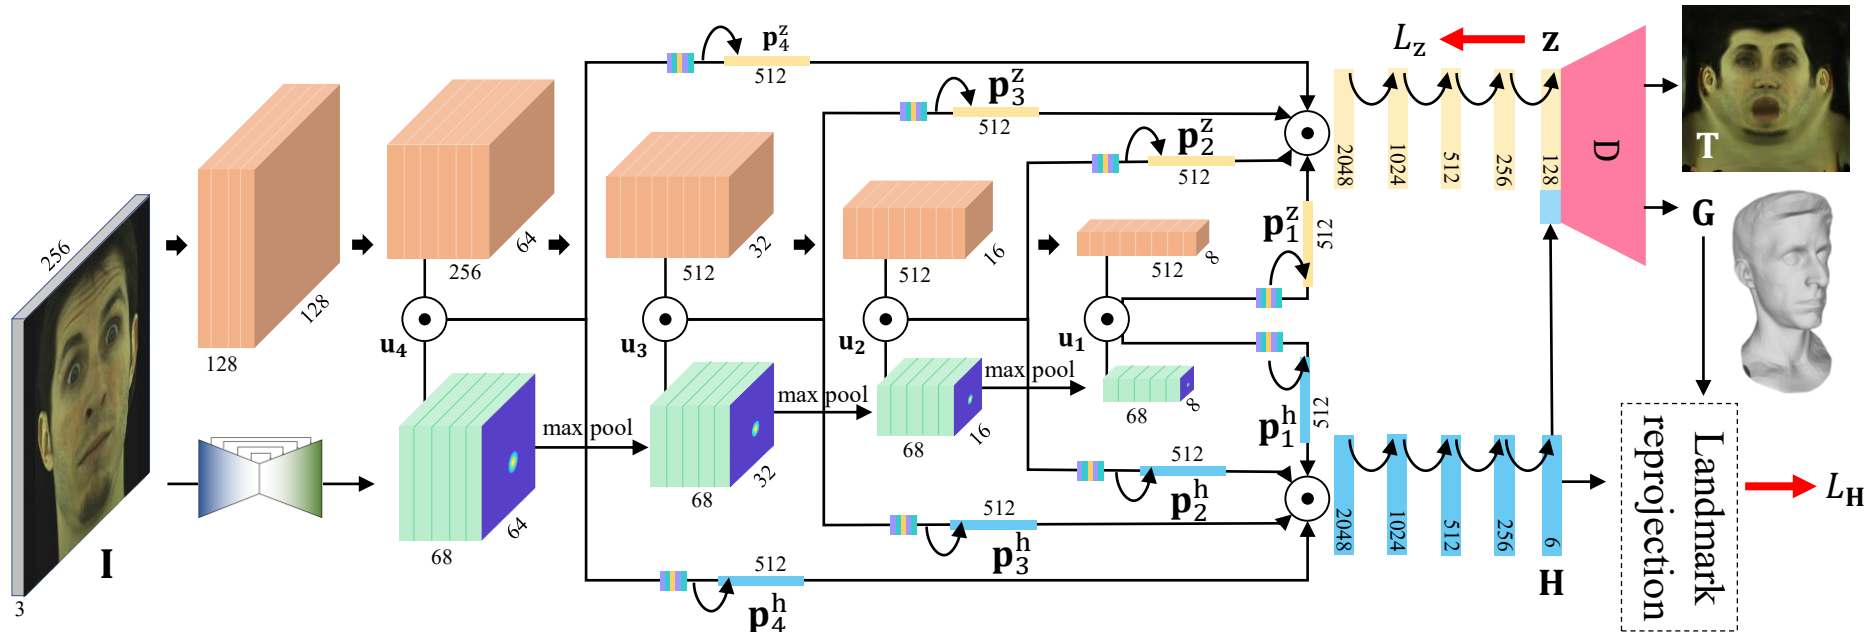 p₄ᶻ
512
L_z
z
p₃ᶻ
512
p₂ᶻ
512
p₁ᶻ
512
2048
1024
512
256
128
D
T
G
256
3
I
128
128
256
64
512
32
512
16
512
8
u₄
u₃
u₂
u₁
68
64
max pool
68
32
max pool
68
16
max pool
68
8
p₁ʰ
512
512
p₂ʰ
512
p₃ʰ
512
p₄ʰ
2048
1024
512
256
6
H
Landmark
reprojection
L_H